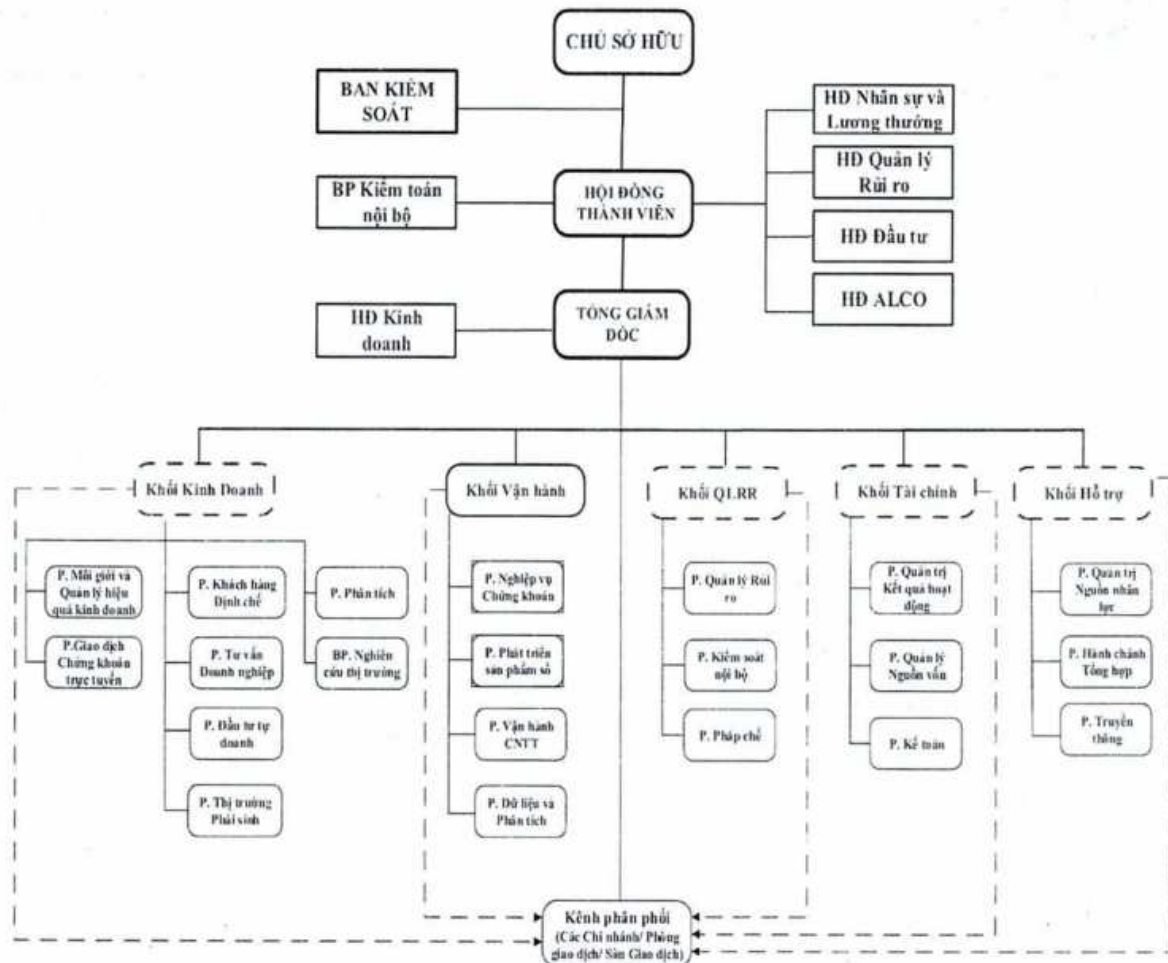 CHỦ SỞ HỮU
BAN KIỂM
SOÁT
HĐ Nhân sự và
Lương thưởng
HĐ Quản lý
Rủi ro
BP Kiểm toán
nội bộ
HỘI ĐỒNG
THÀNH VIÊN
HĐ Đầu tư
HĐ ALCO
HĐ Kinh
doanh
TỔNG GIÁM
ĐỐC
Khối Kinh Doanh
Khối Vận hành
Khối QLRR
Khối Tài chính
Khối Hỗ trợ
P. Môi giới và
Quản lý hiệu
quả kinh doanh
P.Giao dịch
Chứng khoán
trực tuyến
P. Khách hàng
Định chế
P. Tư vấn
Doanh nghiệp
P. Đầu tư tự
doanh
P. Thị trường
Phái sinh
P. Phân tích
BP. Nghiên
cứu thị trường
P. Nghiệp vụ
Chứng khoán
P. Phát triển
sản phẩm số
P. Vận hành
CNTT
P. Dữ liệu và
Phân tích
P. Quản lý Rủi
ro
P. Kiểm soát
nội bộ
P. Pháp chế
P. Quản trị
Kết quả hoạt
động
P. Quản lý
Nguồn vốn
P. Kế toán
P. Quản trị
Nguồn nhân
lực
P. Hành chánh
Tổng hợp
P. Truyền
thông
Kênh phân phối
(Các Chi nhánh/ Phòng
giao dịch/ Sàn Giao dịch)